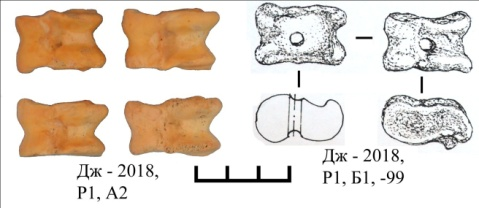 Дж - 2018,
Р1, А2
Дж - 2018,
Р1, Б1, -99